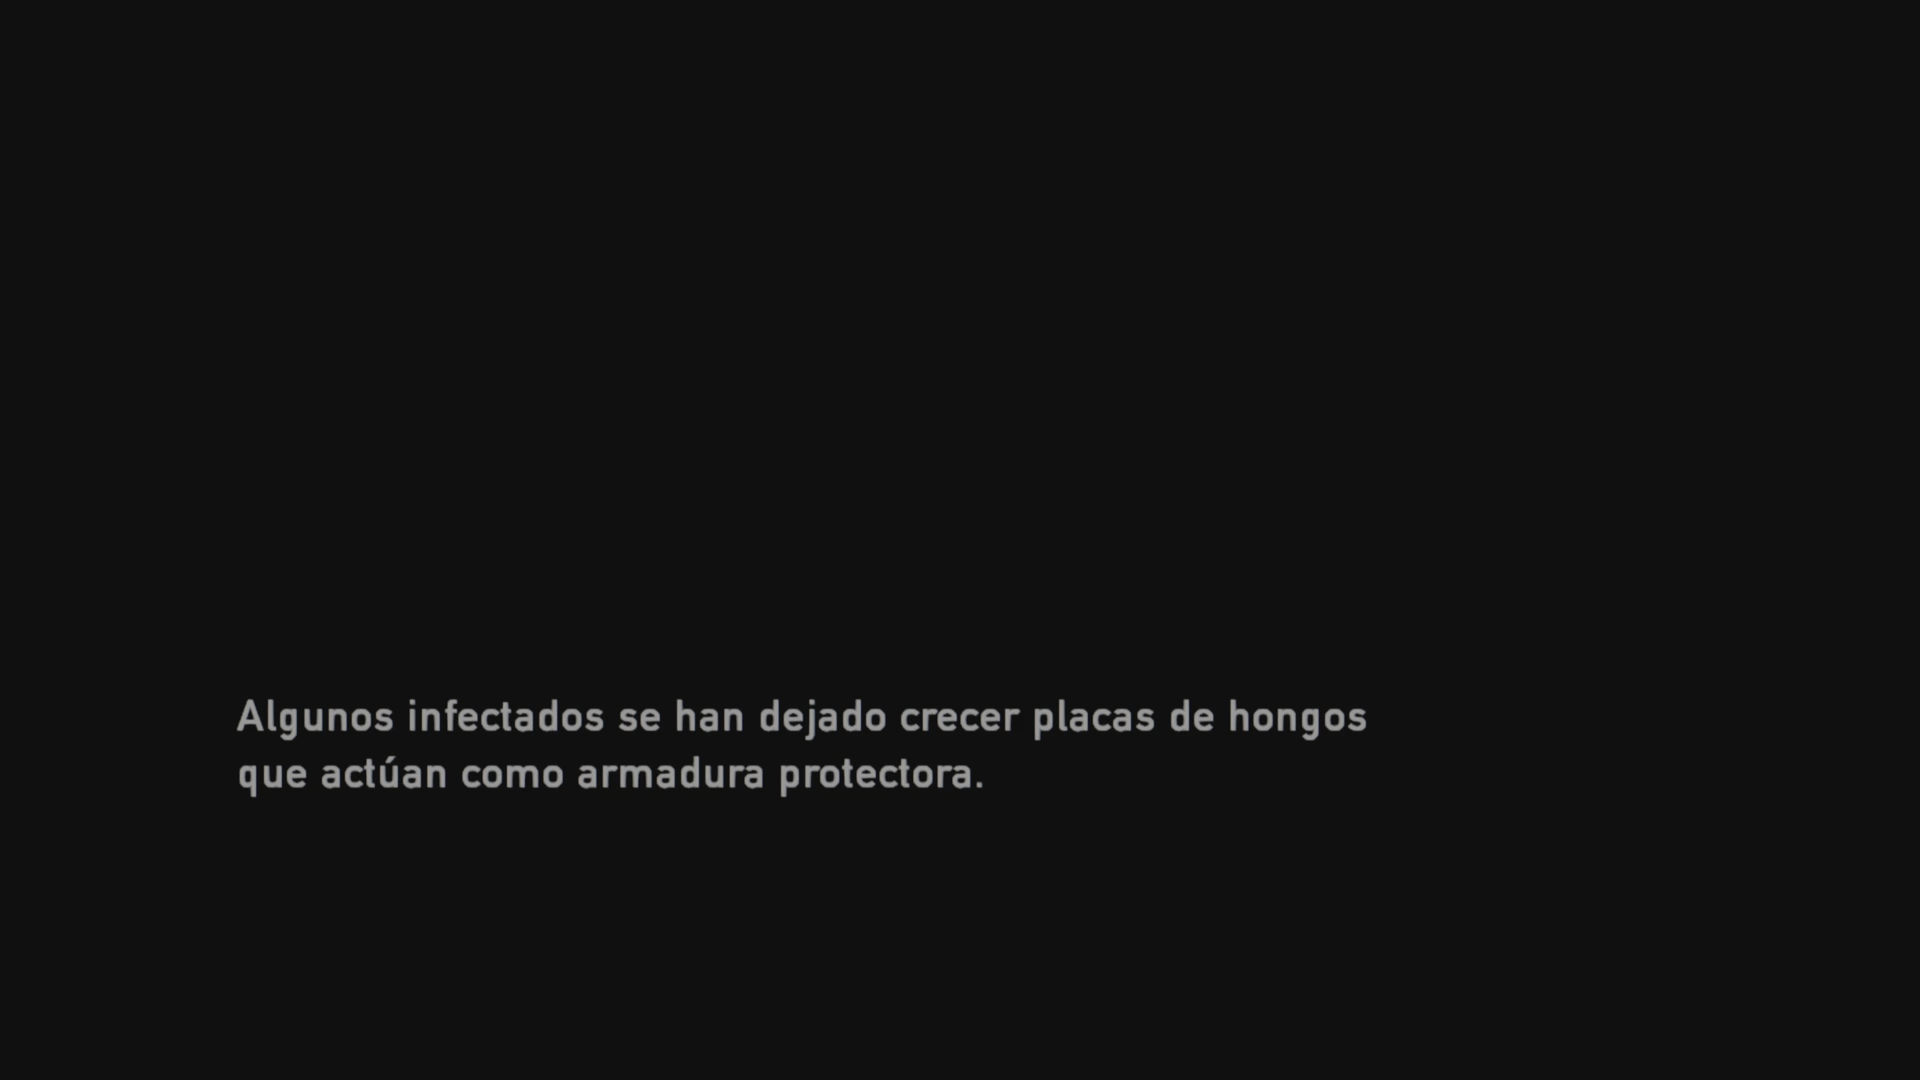 Algunos infectados se han dejado crecer placas de hongos
que actúan como armadura protectora.